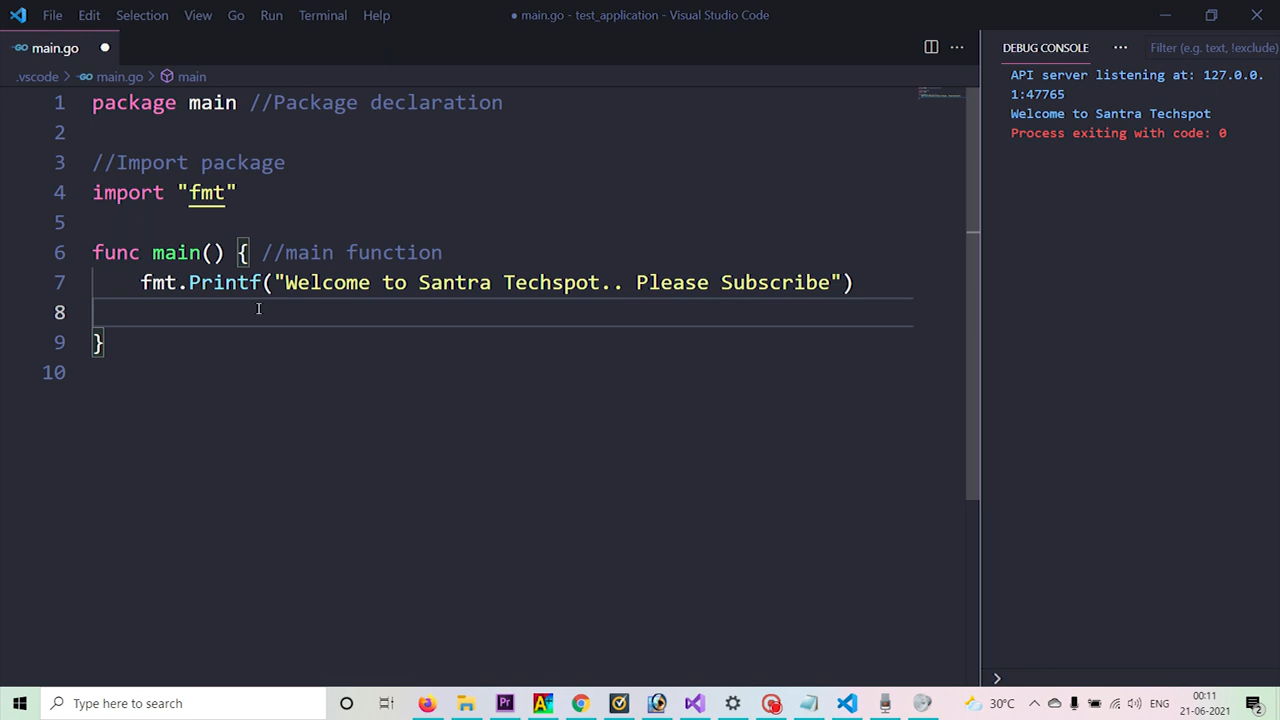 File Edit Selection View Go Run Terminal Help
● main.go - test_application - Visual Studio Code
main.go ●
.vscode > main.go > main
1 package main //Package declaration
2
3 //Import package
4 import "fmt"
5
6 func main() { //main function
7 fmt.Printf("Welcome to Santra Techspot.. Please Subscribe")
8
9 }
10
DEBUG CONSOLE ··· Filter (e.g. text, !exclude)
API server listening at: 127.0.0.
1:47765
Welcome to Santra Techspot
Process exiting with code: 0
>
Type here to search
30°C ENG 00:11
21-06-2021
2